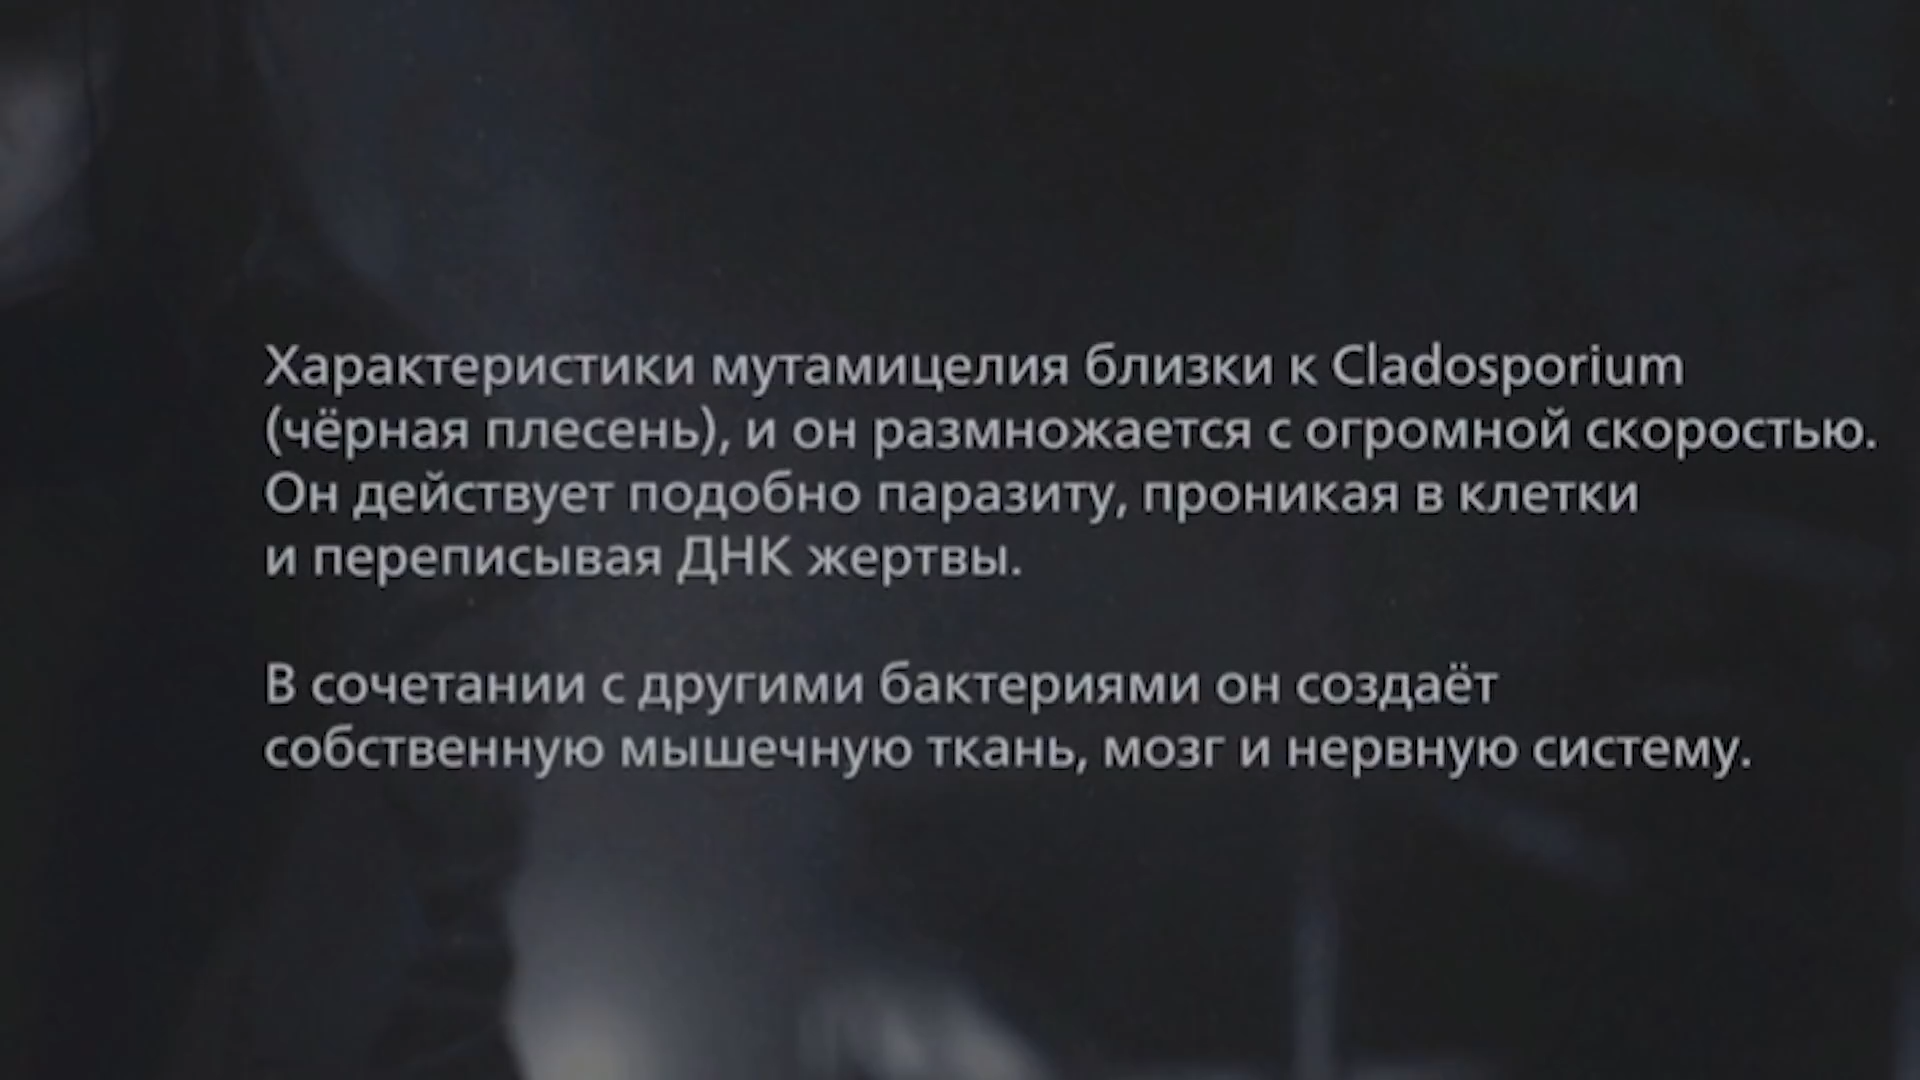 Характеристики мутамицелия близки к Cladosporium
(чёрная плесень), и он размножается с огромной скоростью.
Он действует подобно паразиту, проникая в клетки
и переписывая ДНК жертвы.
В сочетании с другими бактериями он создаёт
собственную мышечную ткань, мозг и нервную систему.